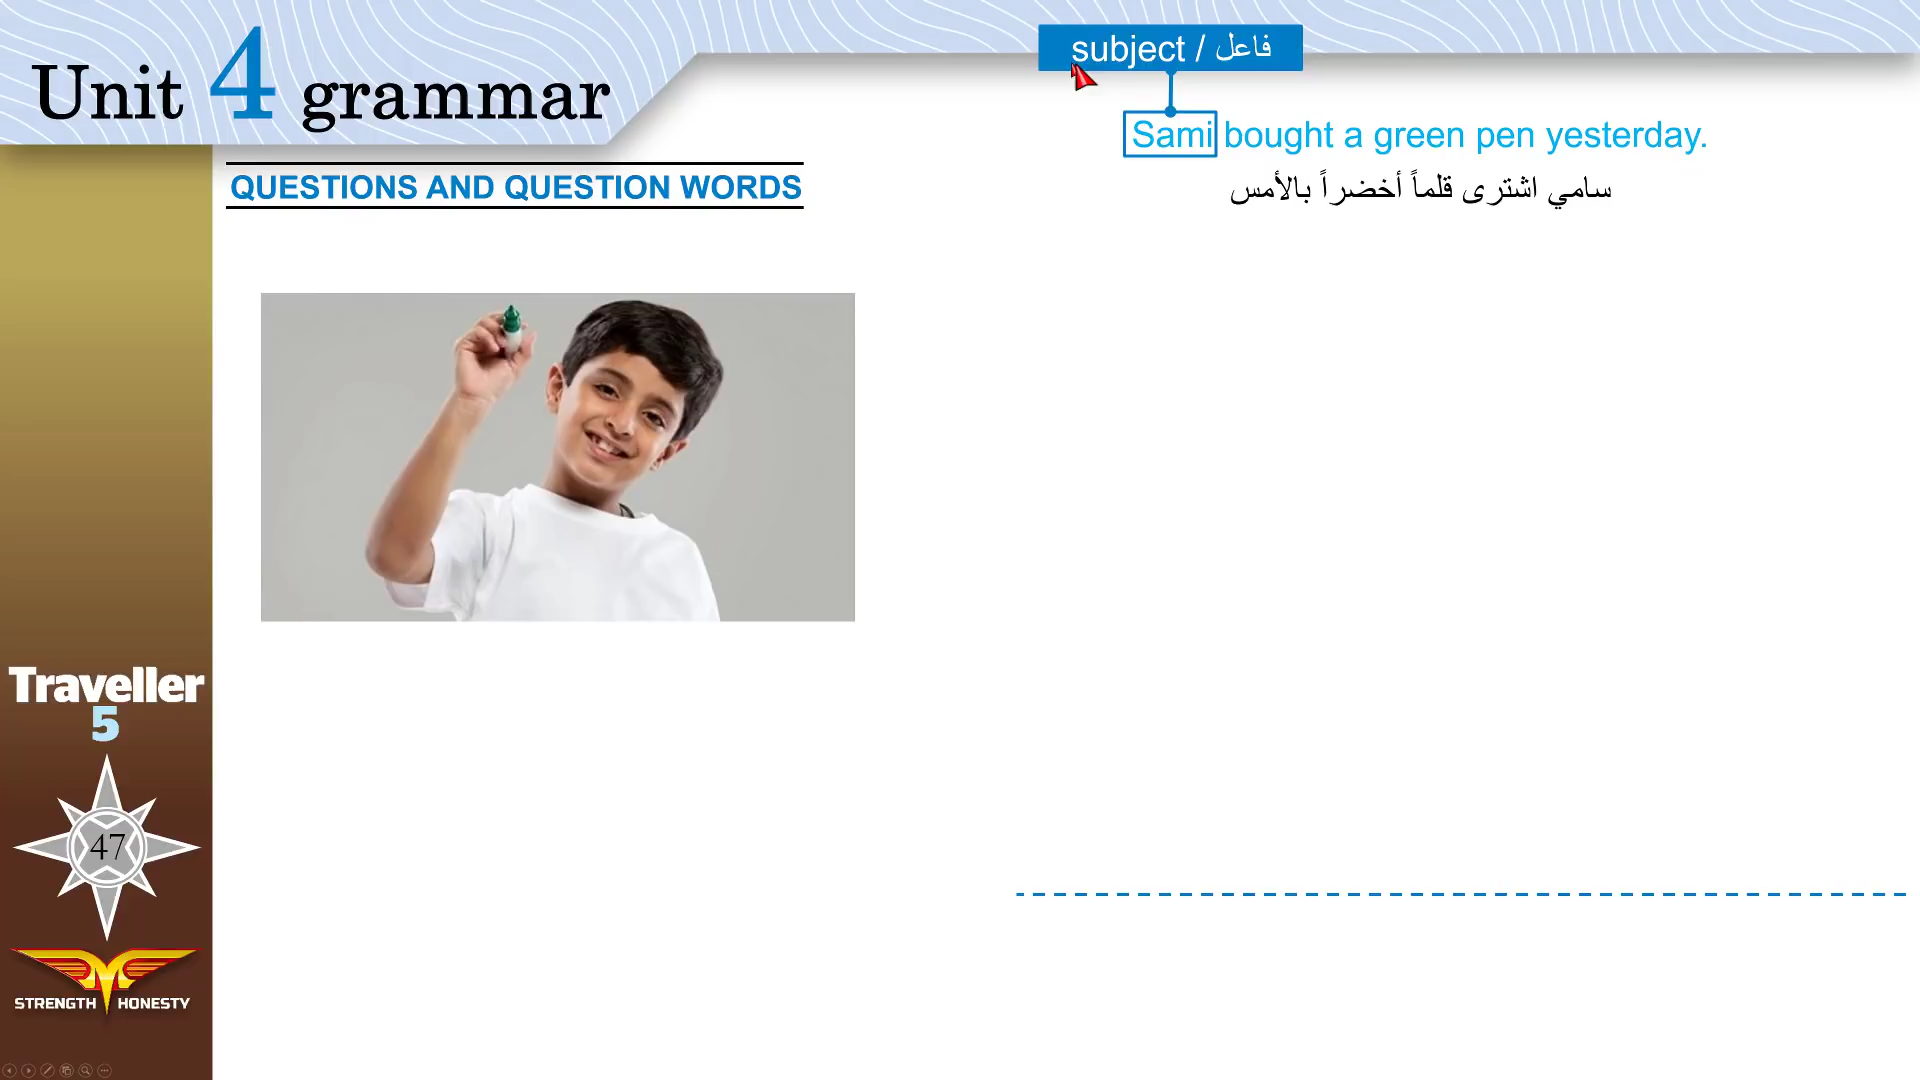 Unit 4 grammar
subject / فاعل
Sami bought a green pen yesterday.
سامي اشترى قلماً أخضراً بالأمس
QUESTIONS AND QUESTION WORDS
Traveller
5
47
STRENGTH HONESTY